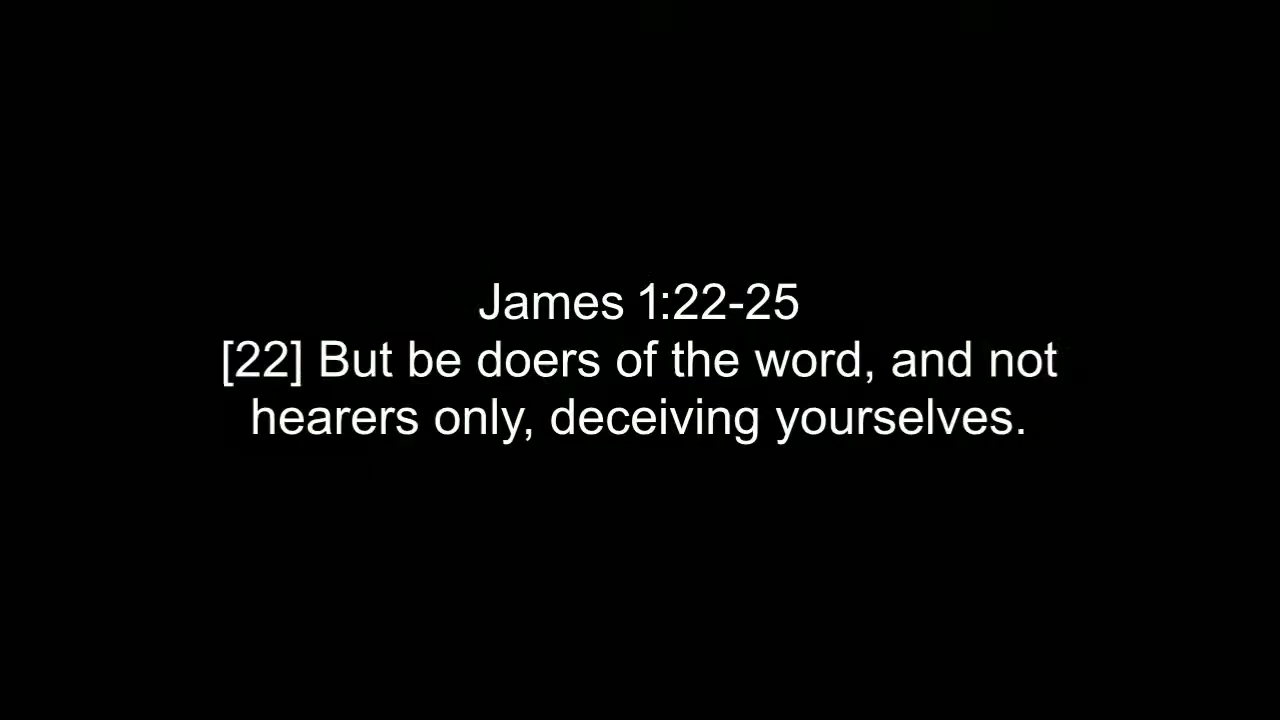 James 1:22-25
[22] But be doers of the word, and not
hearers only, deceiving yourselves.